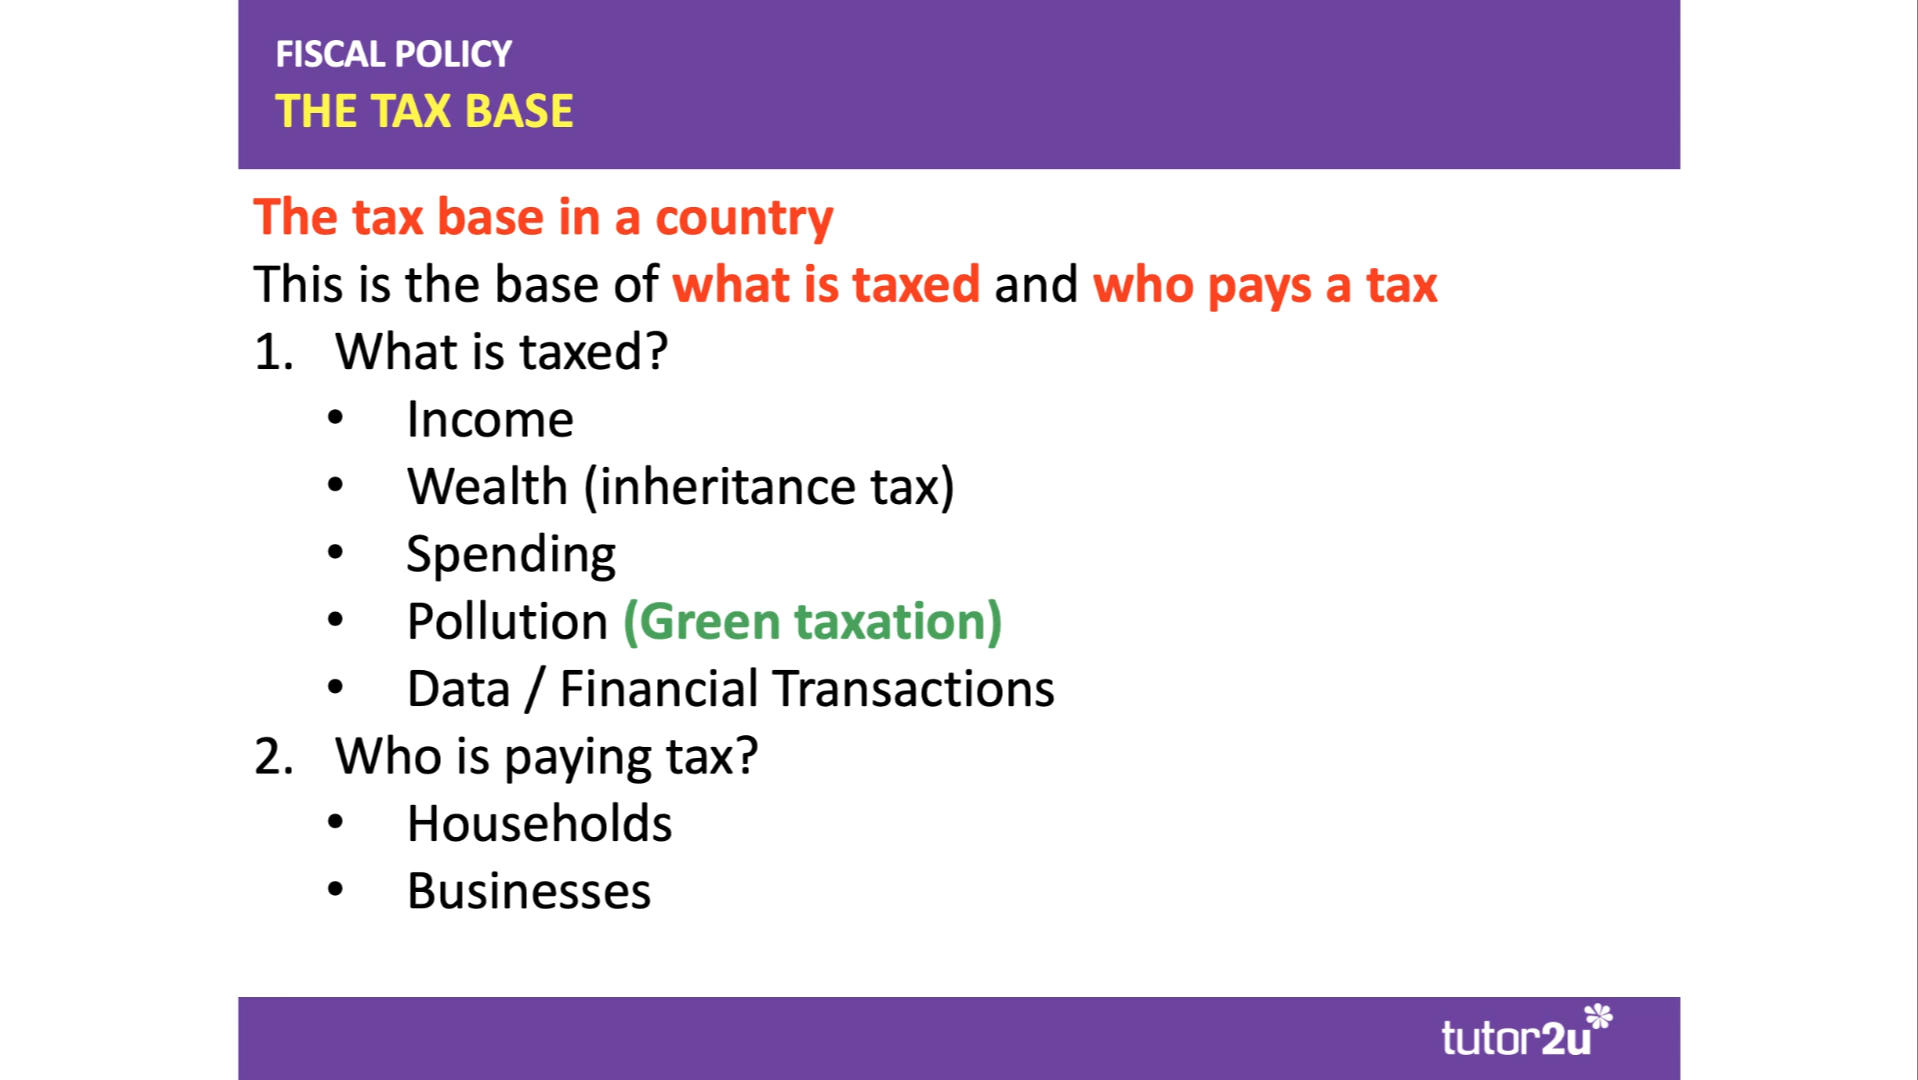 FISCAL POLICY
THE TAX BASE
The tax base in a country
This is the base of what is taxed and who pays a tax
1. What is taxed?
• Income
• Wealth (inheritance tax)
• Spending
• Pollution (Green taxation)
• Data / Financial Transactions
2. Who is paying tax?
• Households
• Businesses
tutor2u